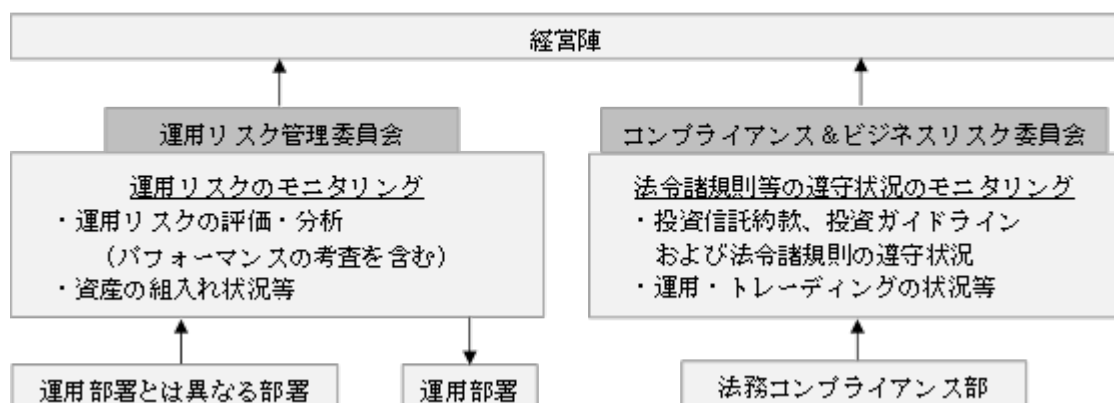 経営陣
運用リスク管理委員会
運用リスクのモニタリング
・運用リスクの評価・分析
(パフォーマンスの考査を含む)
・資産の組入れ状況等
運用部署とは異なる部署
運用部署
コンプライアンス＆ビジネスリスク委員会
法令諸規則等の遵守状況のモニタリング
・投資信託約款、投資ガイドライン
および法令諸規則の遵守状況
・運用・トレーディングの状況等
法務コンプライアンス部